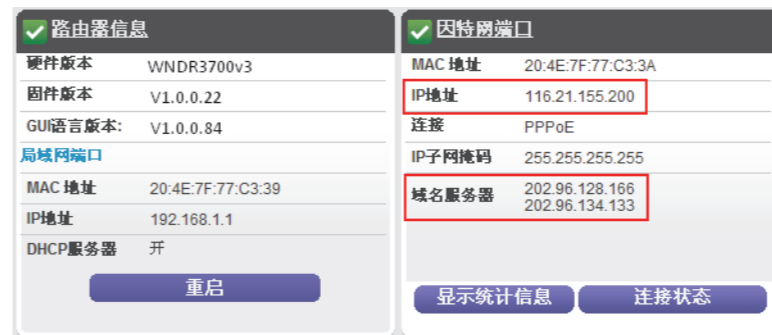 路由器信息
硬件版本 WNDR3700v3
固件版本 V1.0.0.22
GUI语言版本: V1.0.0.84
局域网端口
MAC 地址 20:4E:7F:77:C3:39
IP地址 192.168.1.1
DHCP服务器 开
重启
因特网端口
MAC 地址 20:4E:7F:77:C3:3A
IP地址 116.21.155.200
连接 PPPoE
IP子网掩码 255.255.255.255
域名服务器 202.96.128.166
202.96.134.133
显示统计信息 连接状态